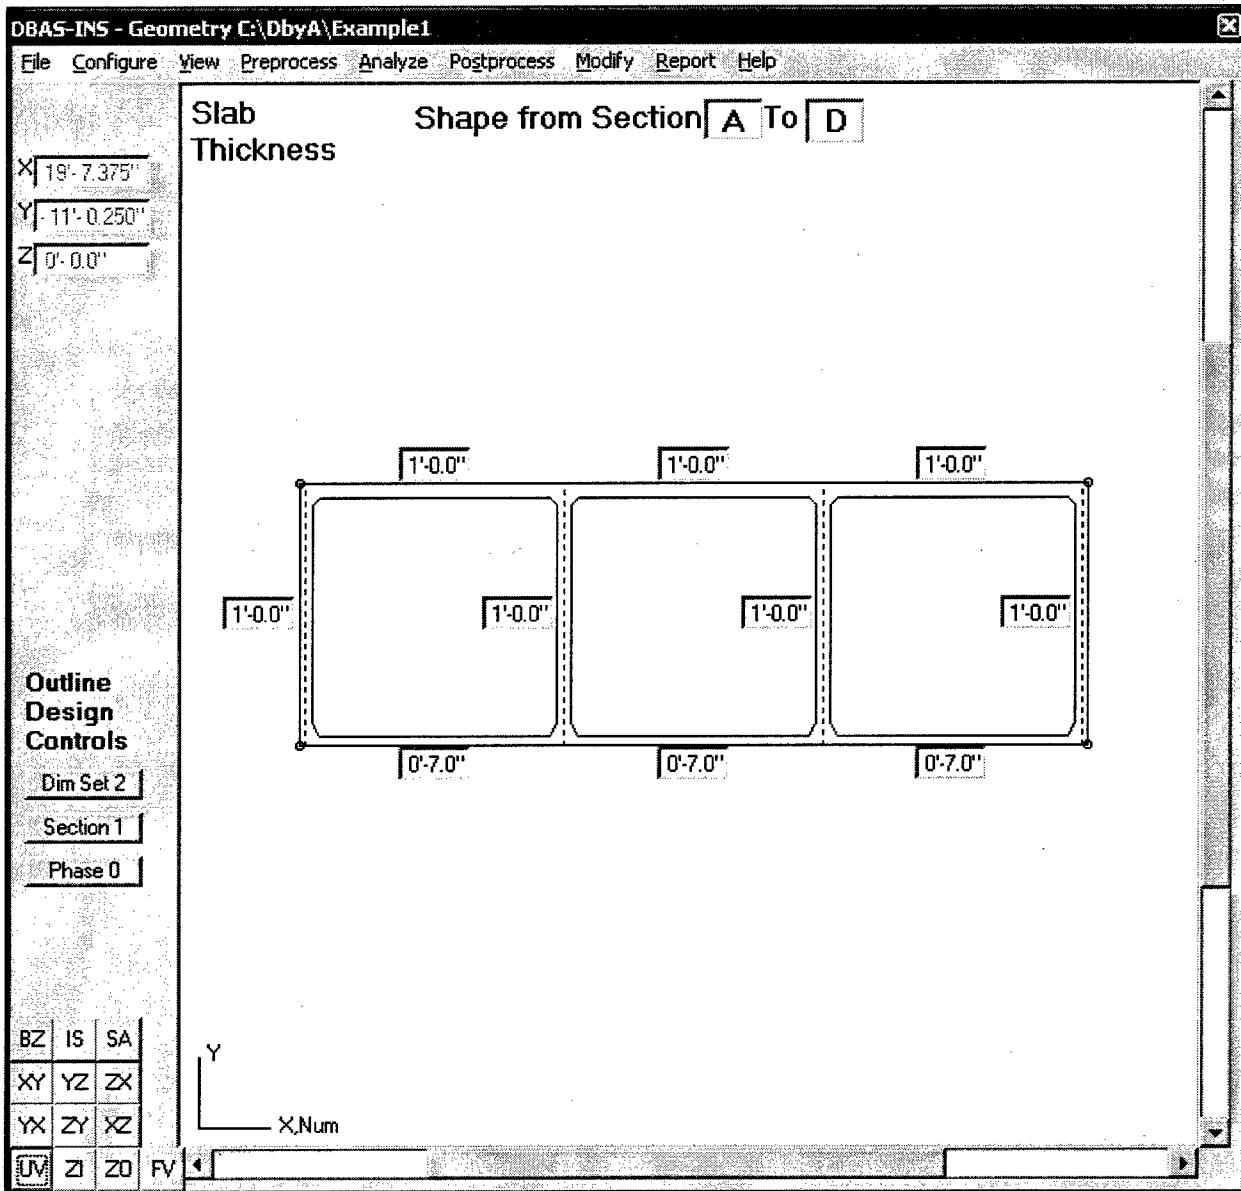 DBAS-INS - Geometry C:\DbyA\Example1
File Configure View Preprocess Analyze Postprocess Modify Report Help
Slab
Thickness
Shape from Section A To D
X 19'- 7.375"
Y - 11'- 0.250"
Z 0'- 0.0"
1'-0.0" 1'-0.0" 1'-0.0"
1'-0.0" 1'-0.0" 1'-0.0" 1'-0.0"
0'-7.0" 0'-7.0" 0'-7.0"
Outline
Design
Controls
Dim Set 2
Section 1
Phase 0
BZ IS SA
XY YZ ZX
YX ZY XZ
UV ZI ZO FV
Y
X,Num